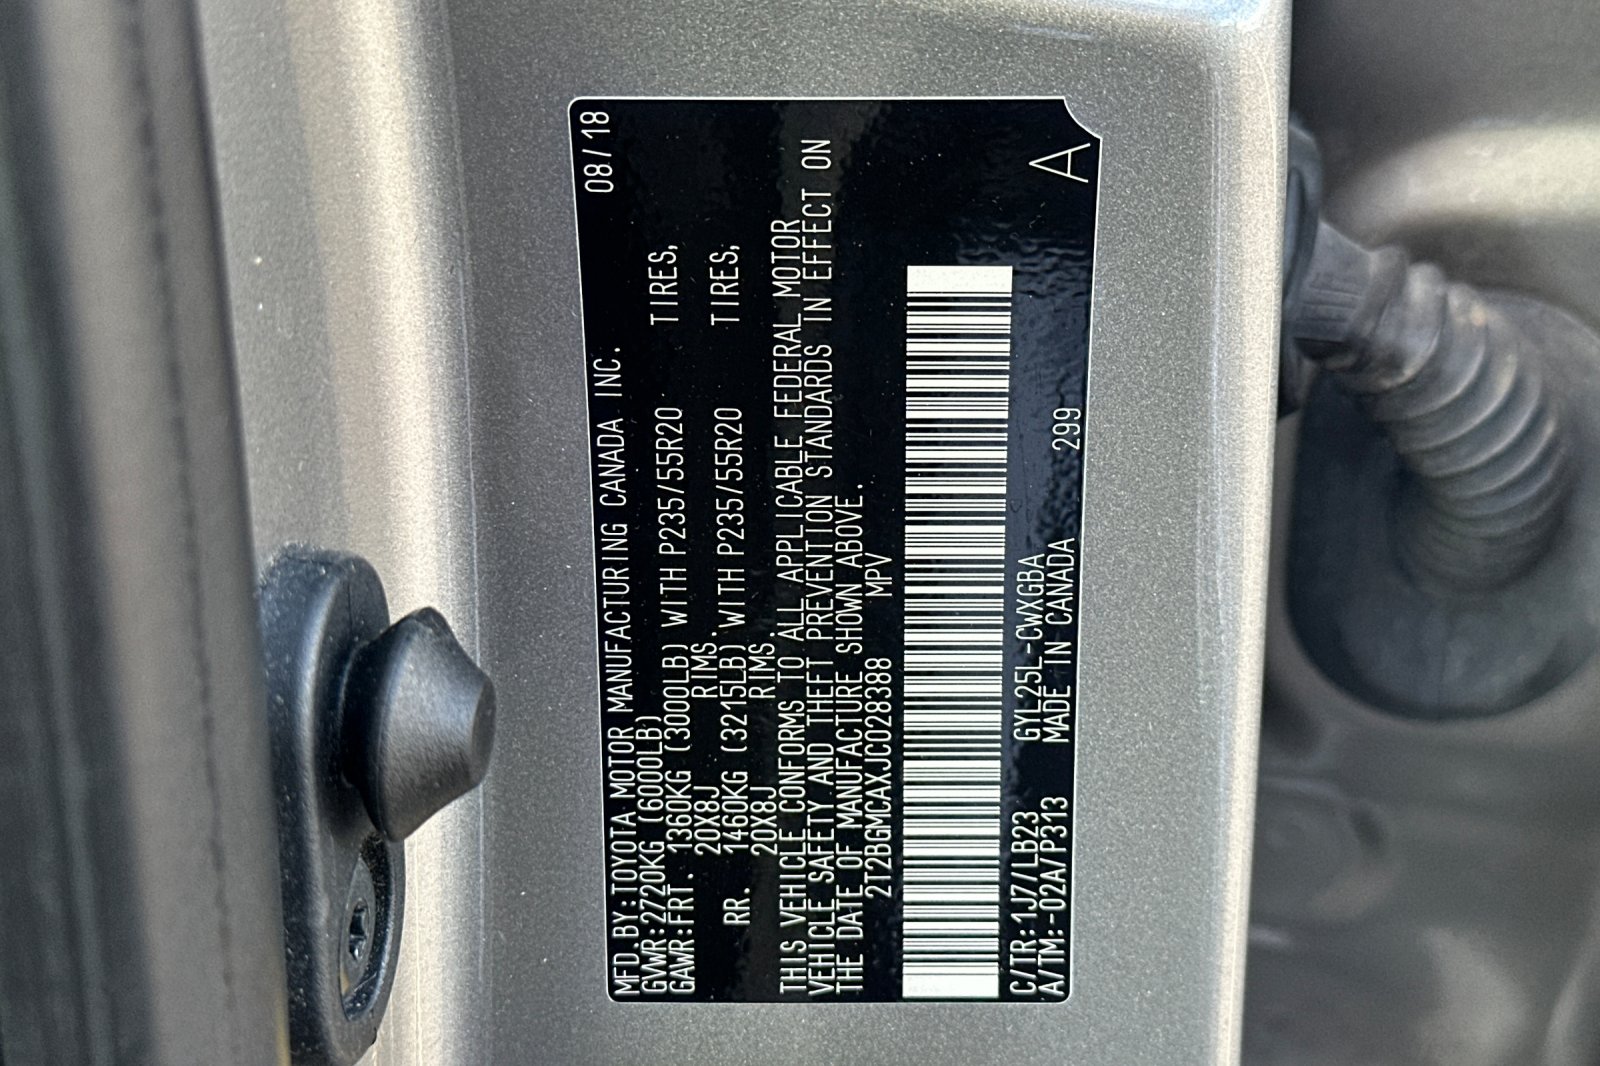 MFD.BY:TOYOTA MOTOR MANUFACTURING CANADA INC. 08/18
GVWR:2720KG (6000LB)
GAWR:FRT. 1360KG (3000LB) WITH P235/55R20 TIRES,
20X8J RIMS.
RR. 1460KG (3215LB) WITH P235/55R20 TIRES,
20X8J RIMS.
THIS VEHICLE CONFORMS TO ALL APPLICABLE FEDERAL MOTOR
VEHICLE SAFETY AND THEFT PREVENTION STANDARDS IN EFFECT ON
THE DATE OF MANUFACTURE SHOWN ABOVE.
2T2BGMCAXJC028388 MPV
C/TR:1J7/LB23 GYL25L-CWXGBA
A/TM:-02A/P313 MADE IN CANADA 299 A